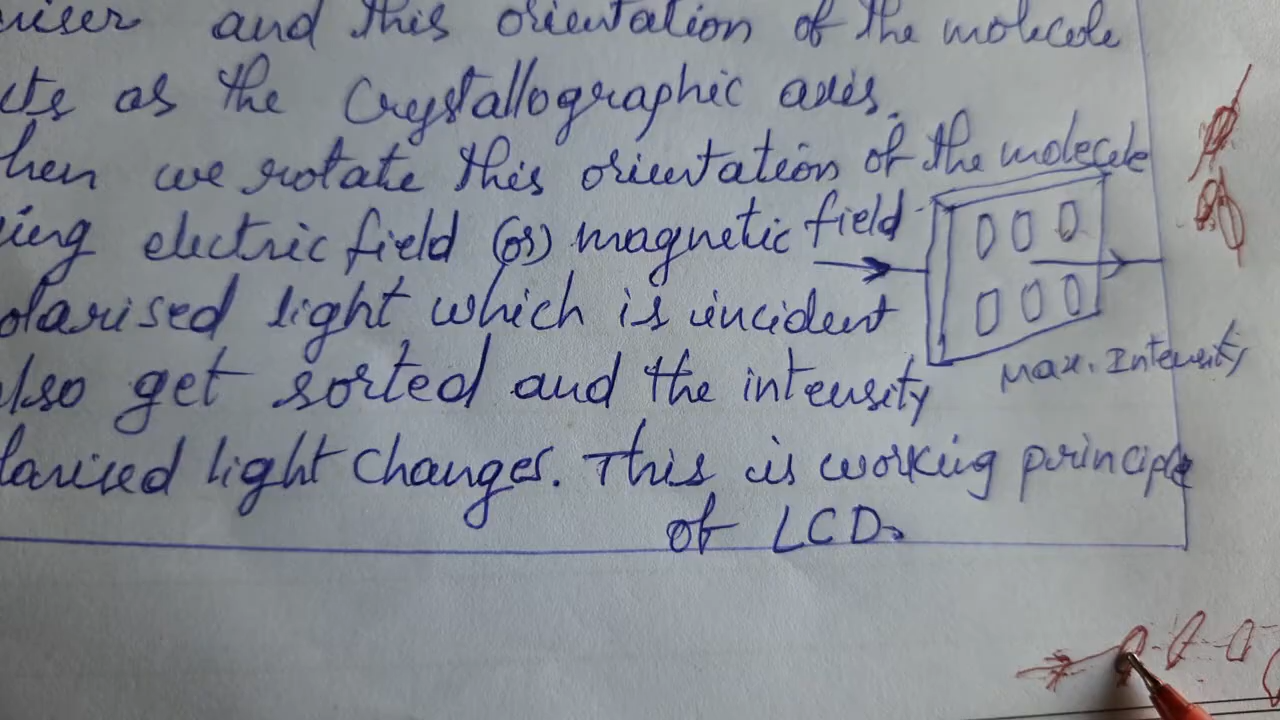 and this orientation of the molecule
as the Crystallographic axis.
hen we rotate this orientation of the molecule
electric field (or) magnetic field
olarised light which is incident
lso get sorted and the intensity
Max. Intensity
larised light changes. This is working principle
of LCD.